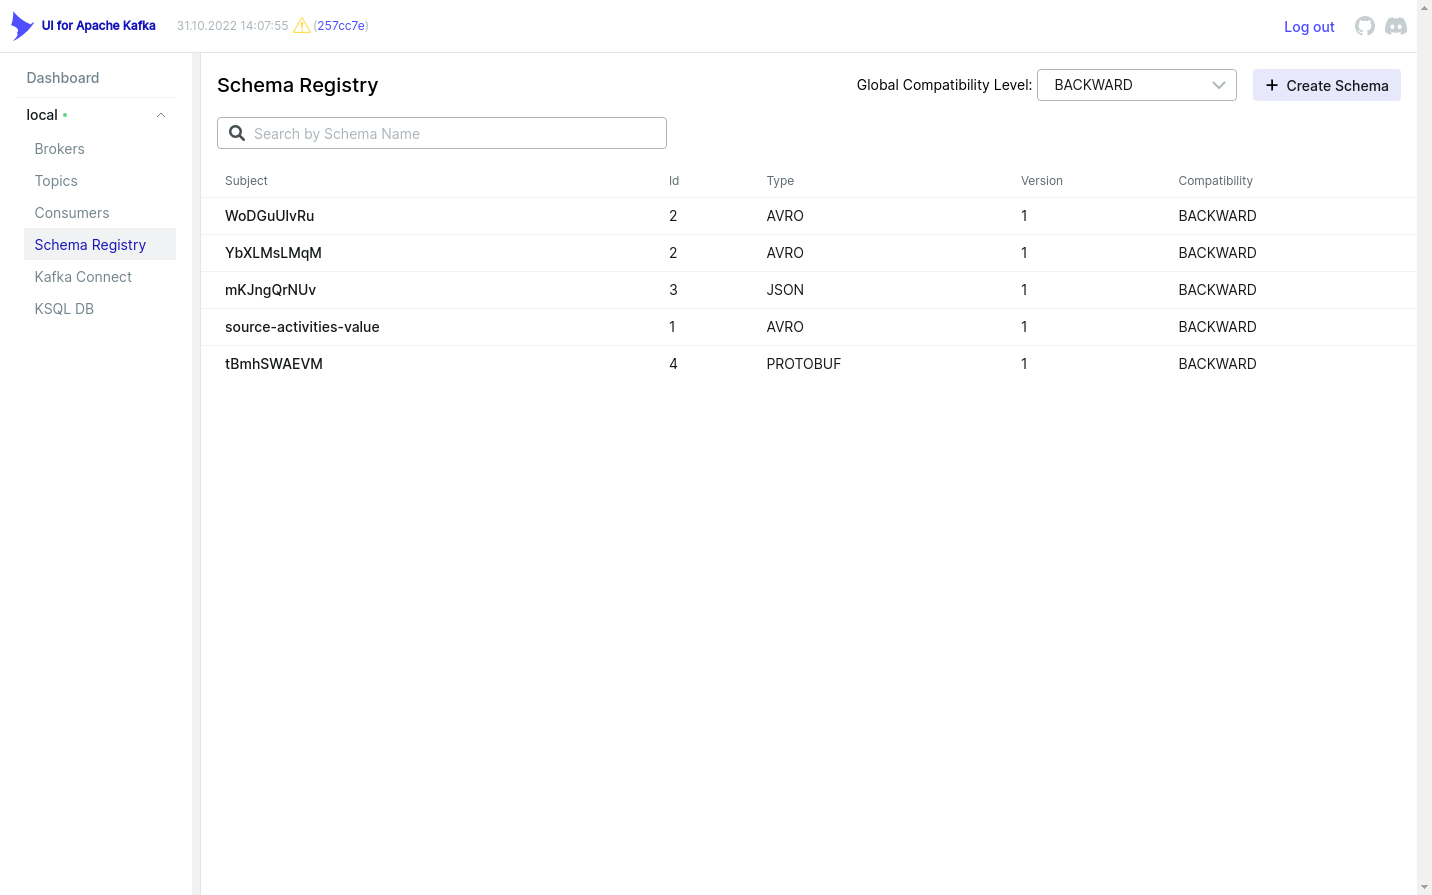 UI for Apache Kafka 31.10.2022 14:07:55 (257cc7e) Log out
Dashboard
local
Brokers
Topics
Consumers
Schema Registry
Kafka Connect
KSQL DB
Schema Registry Global Compatibility Level: BACKWARD Create Schema
Search by Schema Name
Subject Id Type Version Compatibility
WoDGuUlvRu 2 AVRO 1 BACKWARD
YbXLMsLMqM 2 AVRO 1 BACKWARD
mKJngQrNUv 3 JSON 1 BACKWARD
source-activities-value 1 AVRO 1 BACKWARD
tBmhSWAEVM 4 PROTOBUF 1 BACKWARD